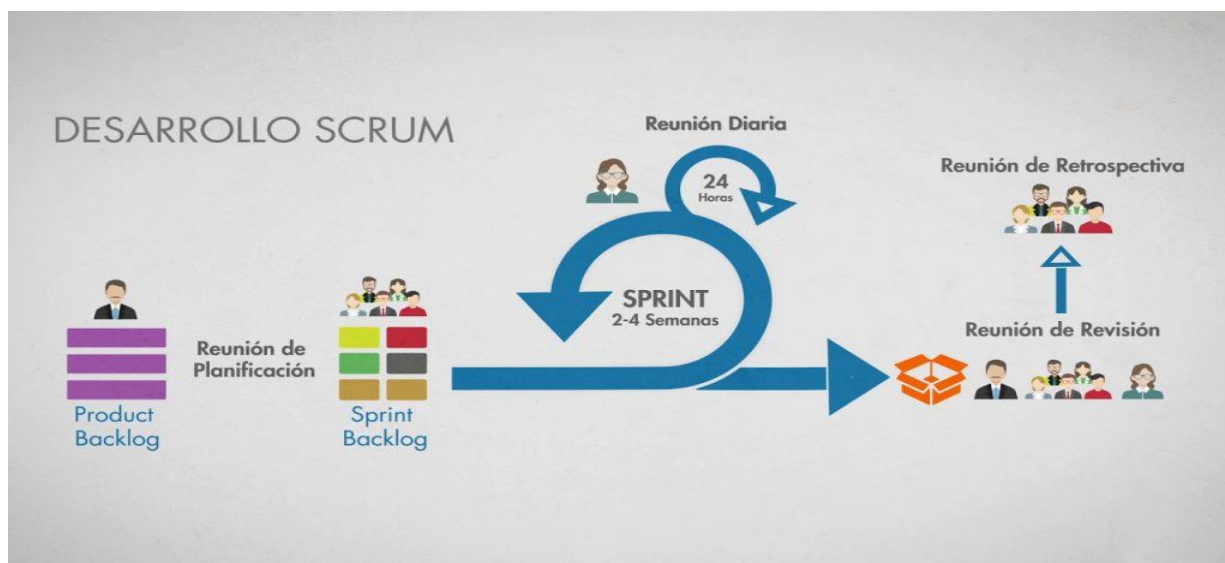 DESARROLLO SCRUM
Reunión Diaria
24
Horas
Reunión de Retrospectiva
SPRINT
2-4 Semanas
Reunión de Revisión
Reunión de
Planificación
Product
Backlog
Sprint
Backlog